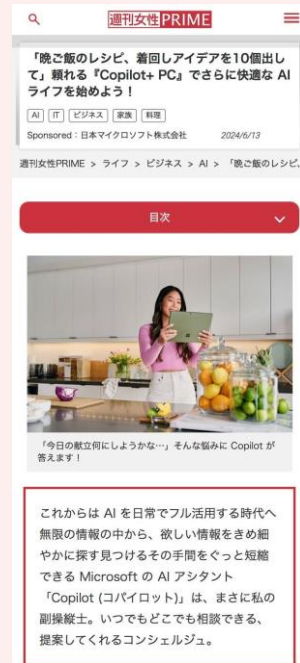 週刊女性PRIME
「晩ご飯のレシピ、着回しアイデアを10個出し
て」頼れる『Copilot+ PC』でさらに快適な AI
ライフを始めよう！
AI IT ビジネス 家族 料理
Sponsored：日本マイクロソフト株式会社 2024/6/13
週刊女性PRIME > ライフ > ビジネス > AI > 「晩ご飯のレシピ、
目次
「今日の献立何にしようかな…」そんな悩みに Copilot が
答えます！
これからは AI を日常でフル活用する時代へ
無限の情報の中から、欲しい情報をきめ細
やかに探す見つけるその手間をぐっと短縮
できる Microsoft の AI アシタント
「Copilot (コパイロット)」は、まさに私の
副操縦士。いつでもどこでも相談できる、
提案してくれるコンシェルジュ。